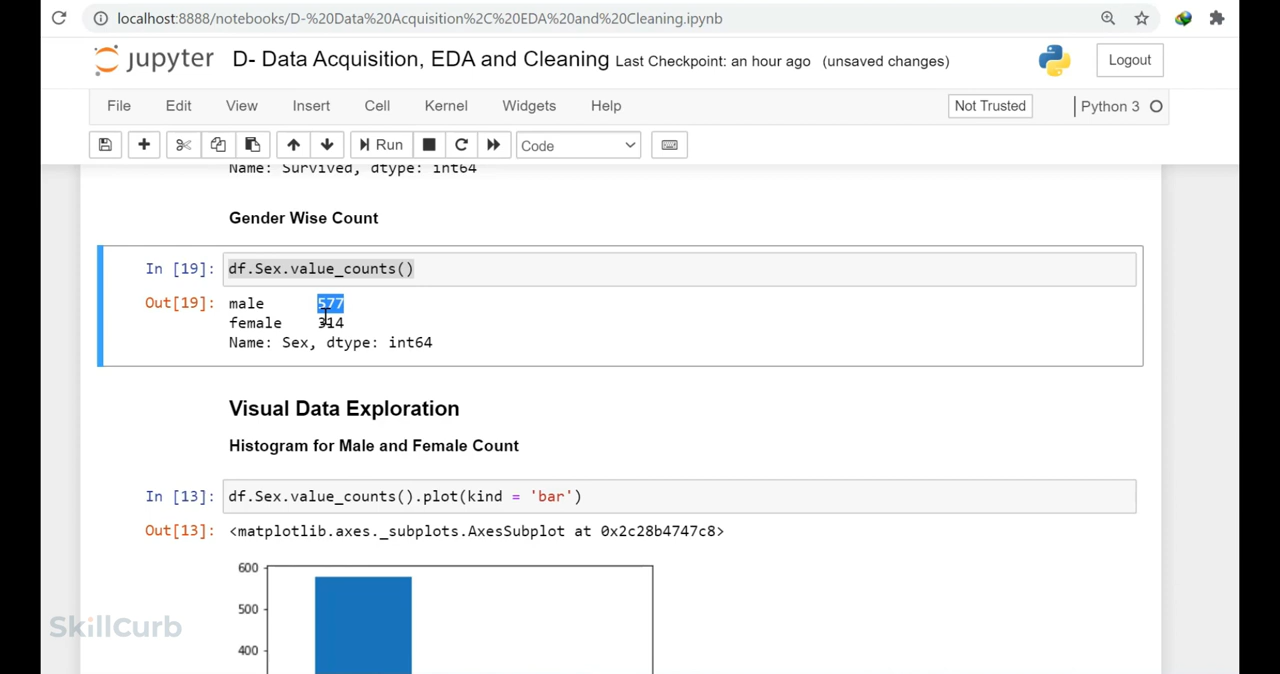 localhost:8888/notebooks/D-%20Data%20Acquisition%2C%20EDA%20and%20Cleaning.ipynb
jupyter D- Data Acquisition, EDA and Cleaning Last Checkpoint: an hour ago (unsaved changes) Logout
File Edit View Insert Cell Kernel Widgets Help Not Trusted Python 3
Run Code
Name: Survived, dtype: int64
Gender Wise Count
In [19]: df.Sex.value_counts()
Out[19]: male 577
female 314
Name: Sex, dtype: int64
Visual Data Exploration
Histogram for Male and Female Count
In [13]: df.Sex.value_counts().plot(kind = 'bar')
Out[13]: <matplotlib.axes._subplots.AxesSubplot at 0x2c28b4747c8>
600
500
SkillCurb
400